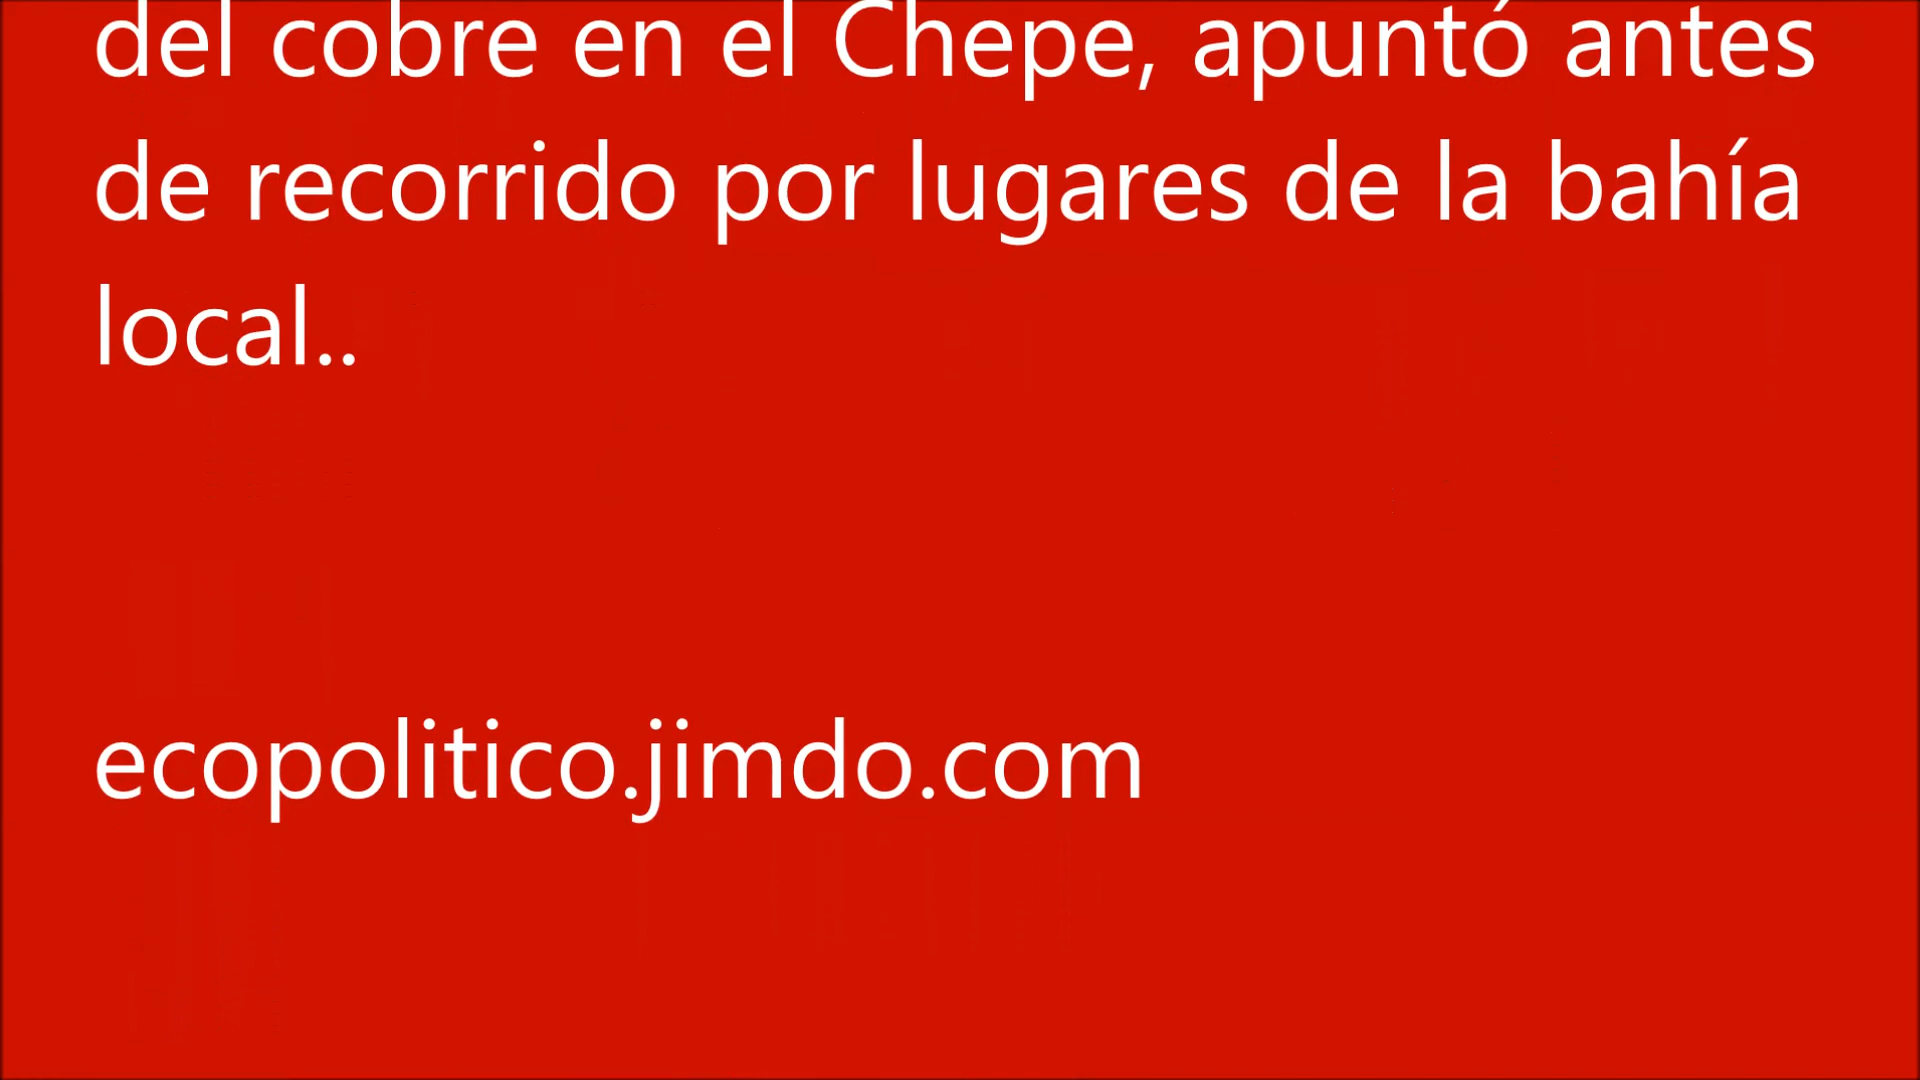 del cobre en el Chepe, apuntó antes
de recorrido por lugares de la bahía
local..
ecopolitico.jimdo.com